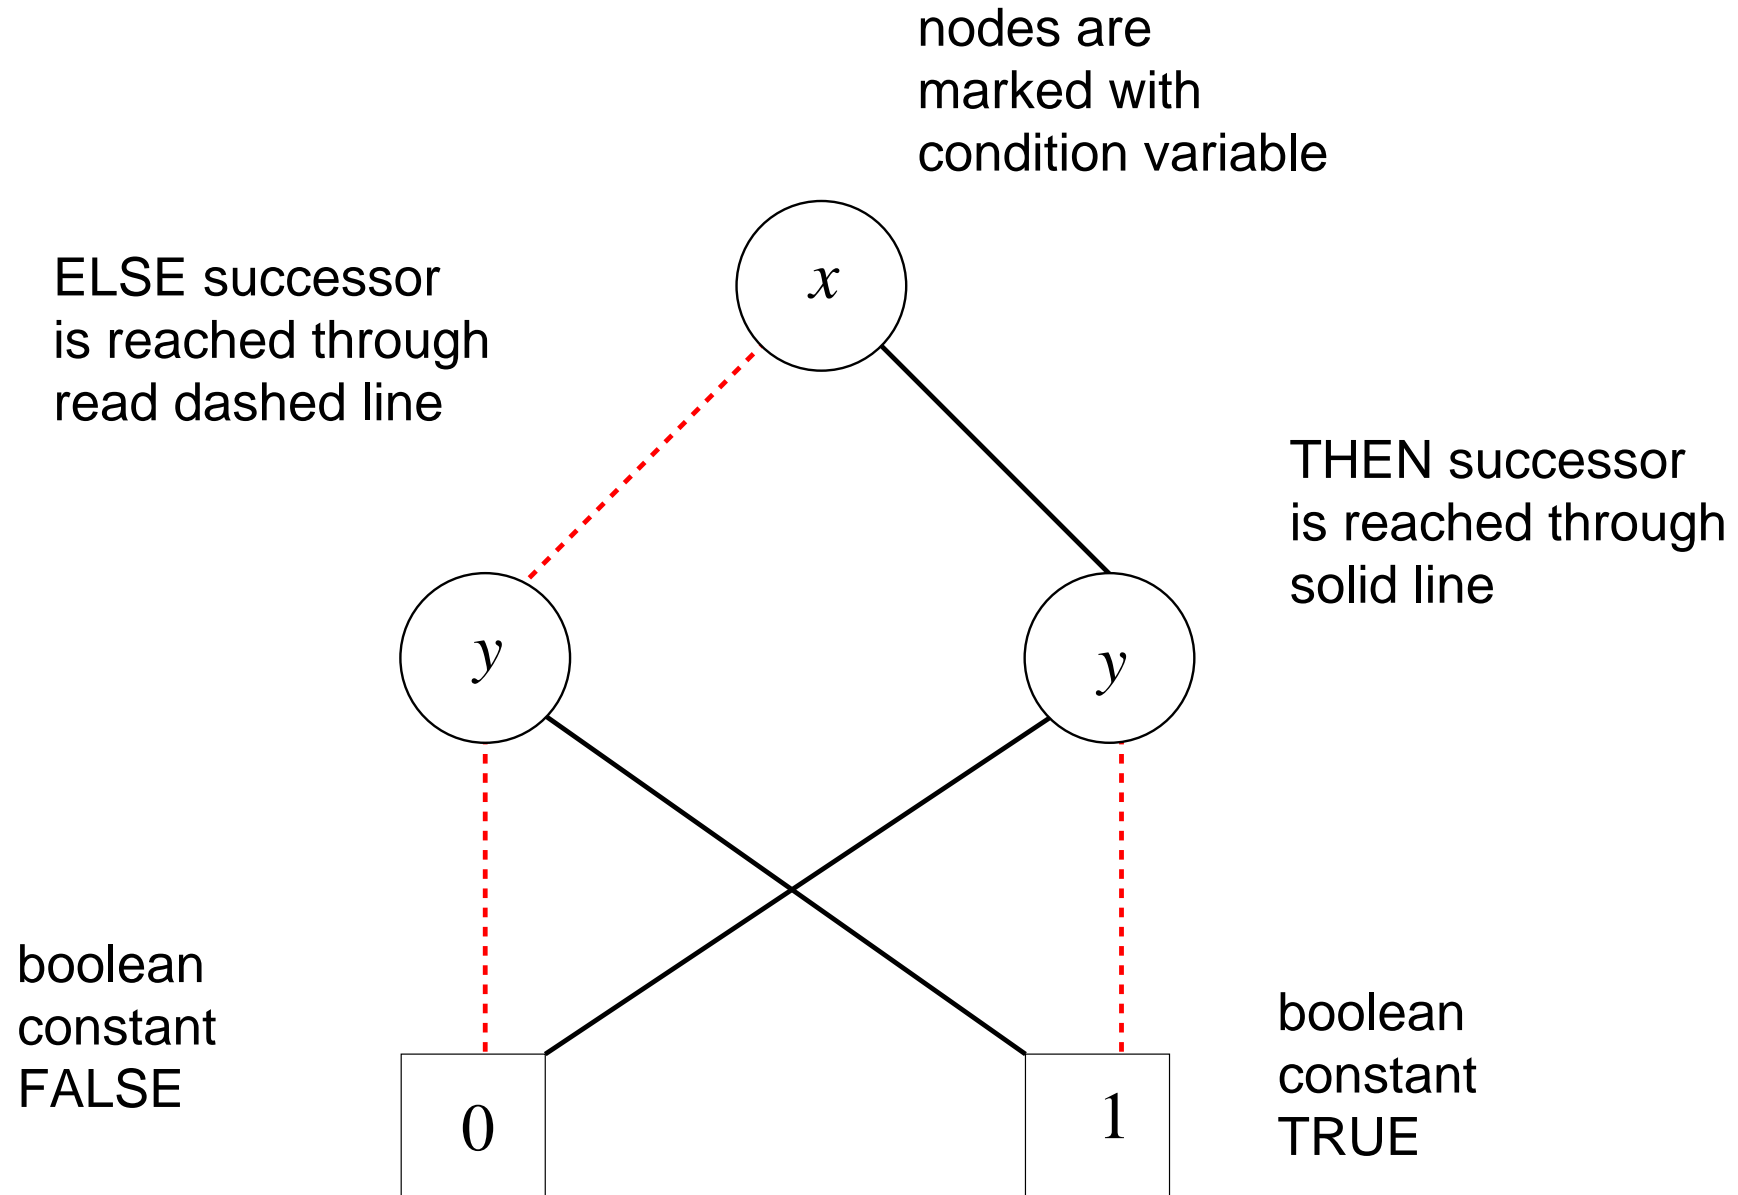 nodes are
marked with
condition variable
x
ELSE successor
is reached through
read dashed line
THEN successor
is reached through
solid line
y
y
boolean
constant
FALSE
0
1
boolean
constant
TRUE